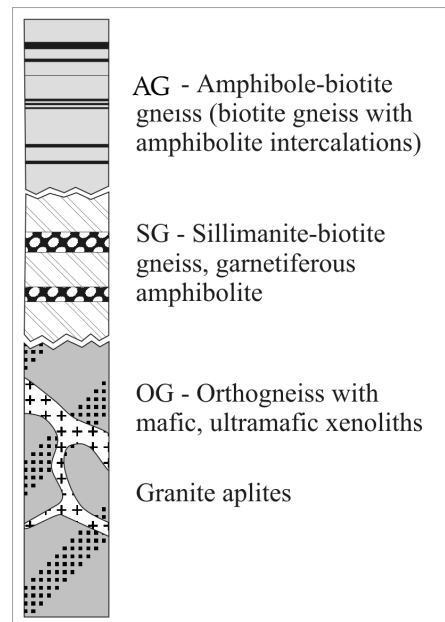 AG - Amphibole-biotite
gneiss (biotite gneiss with
amphibolite intercalations)
SG - Sillimanite-biotite
gneiss, garnetiferous
amphibolite
OG - Orthogneiss with
mafic, ultramafic xenoliths
Granite aplites